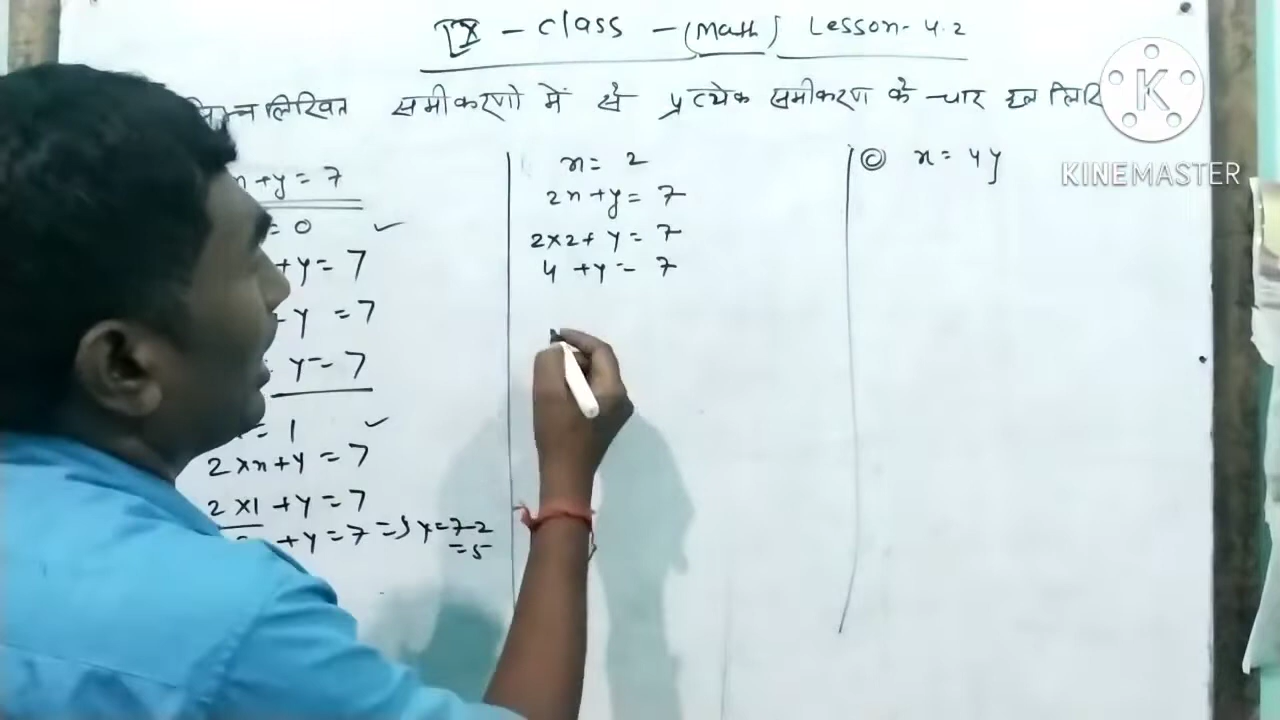 IX - class - (Math) Lesson - 4.2
लिखित समीकरणो में से प्रत्येक समीकरण के चार हल लिखि
x+y = 7
= 0
+y = 7
y = 7
y = 7
= 1
2 × x + y = 7
2 × 1 + y = 7
+ y = 7 => y = 7-2
= 5
x = 2
2x + y = 7
2×2 + y = 7
4 + y = 7
© x = 4y
K
KINEMASTER